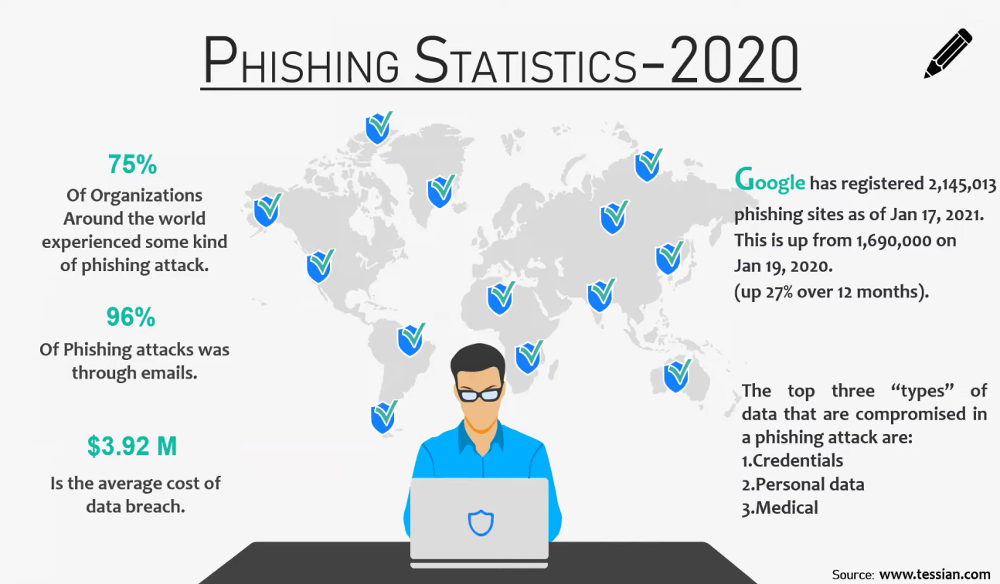 Phishing Statistics-2020
75%
Of Organizations
Around the world
experienced some kind
of phishing attack.
96%
Of Phishing attacks was
through emails.
$3.92 M
Is the average cost of
data breach.
Google has registered 2,145,013
phishing sites as of Jan 17, 2021.
This is up from 1,690,000 on
Jan 19, 2020.
(up 27% over 12 months).
The top three “types” of
data that are compromised in
a phishing attack are:
1.Credentials
2.Personal data
3.Medical
Source: www.tessian.com